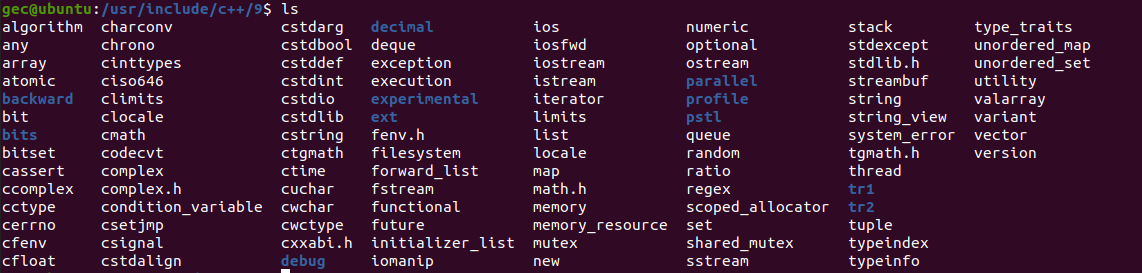 gec@ubuntu:/usr/include/c++/9$ ls
algorithm charconv cstdarg decimal ios numeric stack type_traits
any chrono cstdbool deque iosfwd optional stdexcept unordered_map
array cinttypes cstddef exception iostream ostream stdlib.h unordered_set
atomic ciso646 cstdint execution istream parallel streambuf utility
backward climits cstdio experimental iterator profile string valarray
bit clocale cstdlib ext limits pstl string_view variant
bits cmath cstring fenv.h list queue system_error vector
bitset codecvt ctgmath filesystem locale random tgmath.h version
cassert complex ctime forward_list map ratio thread
ccomplex complex.h cuchar fstream math.h regex tr1
cctype condition_variable cwchar functional memory scoped_allocator tr2
cerrno csetjmp cwctype future memory_resource set tuple
cfenv csignal cxxabi.h initializer_list mutex shared_mutex typeindex
cfloat cstdalign debug iomanip new sstream typeinfo